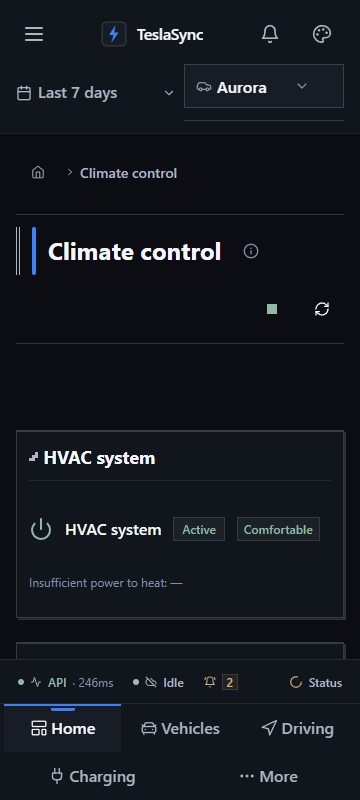 TeslaSync
Last 7 days
Aurora
Climate control
Climate control
HVAC system
HVAC system Active Comfortable
Insufficient power to heat: —
API · 246ms Idle 2 Status
Home Vehicles Driving
Charging More